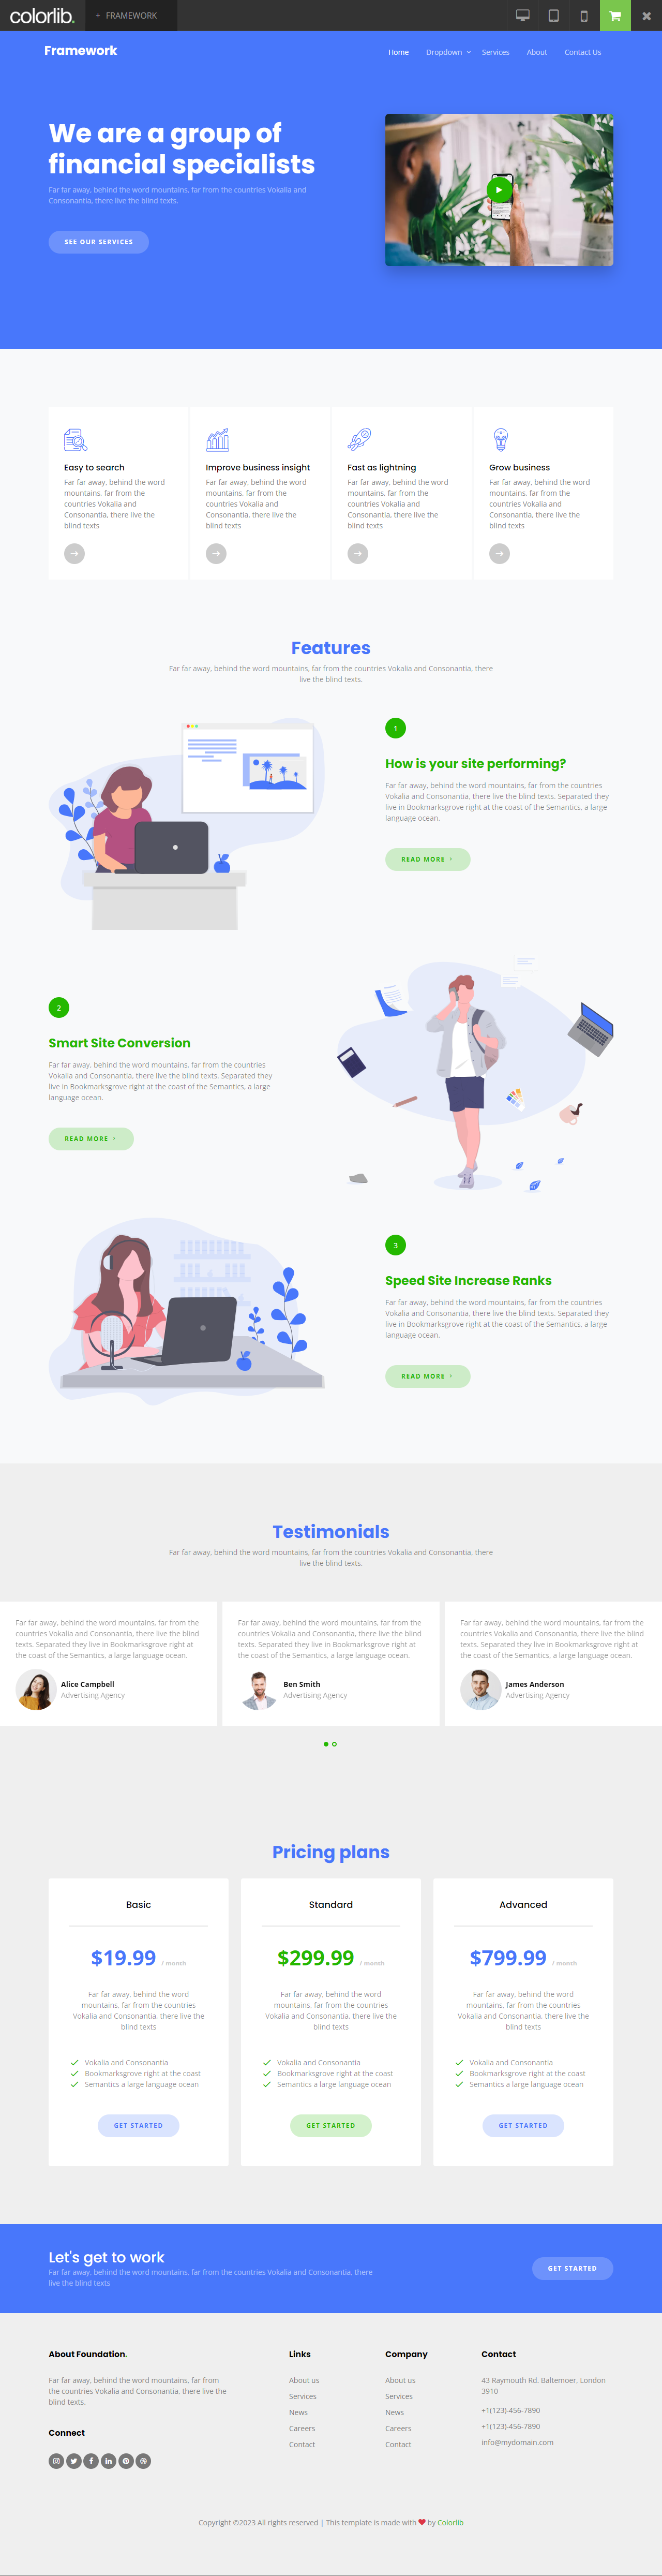 colorlib.
+ FRAMEWORK
Framework
Home
Dropdown
Services
About
Contact Us
We are a group of
financial specialists
Far far away, behind the word mountains, far from the countries Vokalia and
Consonantia, there live the blind texts.
SEE OUR SERVICES
Easy to search
Far far away, behind the word
mountains, far from the
countries Vokalia and
Consonantia, there live the
blind texts
Improve business insight
Far far away, behind the word
mountains, far from the
countries Vokalia and
Consonantia, there live the
blind texts
Fast as lightning
Far far away, behind the word
mountains, far from the
countries Vokalia and
Consonantia, there live the
blind texts
Grow business
Far far away, behind the word
mountains, far from the
countries Vokalia and
Consonantia, there live the
blind texts
Features
Far far away, behind the word mountains, far from the countries Vokalia and Consonantia, there
live the blind texts.
1
How is your site performing?
Far far away, behind the word mountains, far from the countries
Vokalia and Consonantia, there live the blind texts. Separated they
live in Bookmarksgrove right at the coast of the Semantics, a large
language ocean.
READ MORE
2
Smart Site Conversion
Far far away, behind the word mountains, far from the countries
Vokalia and Consonantia, there live the blind texts. Separated they
live in Bookmarksgrove right at the coast of the Semantics, a large
language ocean.
READ MORE
3
Speed Site Increase Ranks
Far far away, behind the word mountains, far from the countries
Vokalia and Consonantia, there live the blind texts. Separated they
live in Bookmarksgrove right at the coast of the Semantics, a large
language ocean.
READ MORE
Testimonials
Far far away, behind the word mountains, far from the countries Vokalia and Consonantia, there
live the blind texts.
Far far away, behind the word mountains, far from the
countries Vokalia and Consonantia, there live the blind
texts. Separated they live in Bookmarksgrove right at
the coast of the Semantics, a large language ocean.
Alice Campbell
Advertising Agency
Far far away, behind the word mountains, far from the
countries Vokalia and Consonantia, there live the blind
texts. Separated they live in Bookmarksgrove right at
the coast of the Semantics, a large language ocean.
Ben Smith
Advertising Agency
Far far away, behind the word mountains, far from the
countries Vokalia and Consonantia, there live the blind
texts. Separated they live in Bookmarksgrove right at
the coast of the Semantics, a large language ocean.
James Anderson
Advertising Agency
Pricing plans
Basic
$19.99 / month
Far far away, behind the word
mountains, far from the countries
Vokalia and Consonantia, there live the
blind texts
Vokalia and Consonantia
Bookmarksgrove right at the coast
Semantics a large language ocean
GET STARTED
Standard
$299.99 / month
Far far away, behind the word
mountains, far from the countries
Vokalia and Consonantia, there live the
blind texts
Vokalia and Consonantia
Bookmarksgrove right at the coast
Semantics a large language ocean
GET STARTED
Advanced
$799.99 / month
Far far away, behind the word
mountains, far from the countries
Vokalia and Consonantia, there live the
blind texts
Vokalia and Consonantia
Bookmarksgrove right at the coast
Semantics a large language ocean
GET STARTED
Let's get to work
Far far away, behind the word mountains, far from the countries Vokalia and Consonantia, there
live the blind texts
GET STARTED
About Foundation.
Far far away, behind the word mountains, far from
the countries Vokalia and Consonantia, there live the
blind texts.
Connect
Links
About us
Services
News
Careers
Contact
Company
About us
Services
News
Careers
Contact
Contact
43 Raymouth Rd. Baltemoer, London
3910
+1(123)-456-7890
+1(123)-456-7890
info@mydomain.com
Copyright ©2023 All rights reserved | This template is made with ❤ by Colorlib